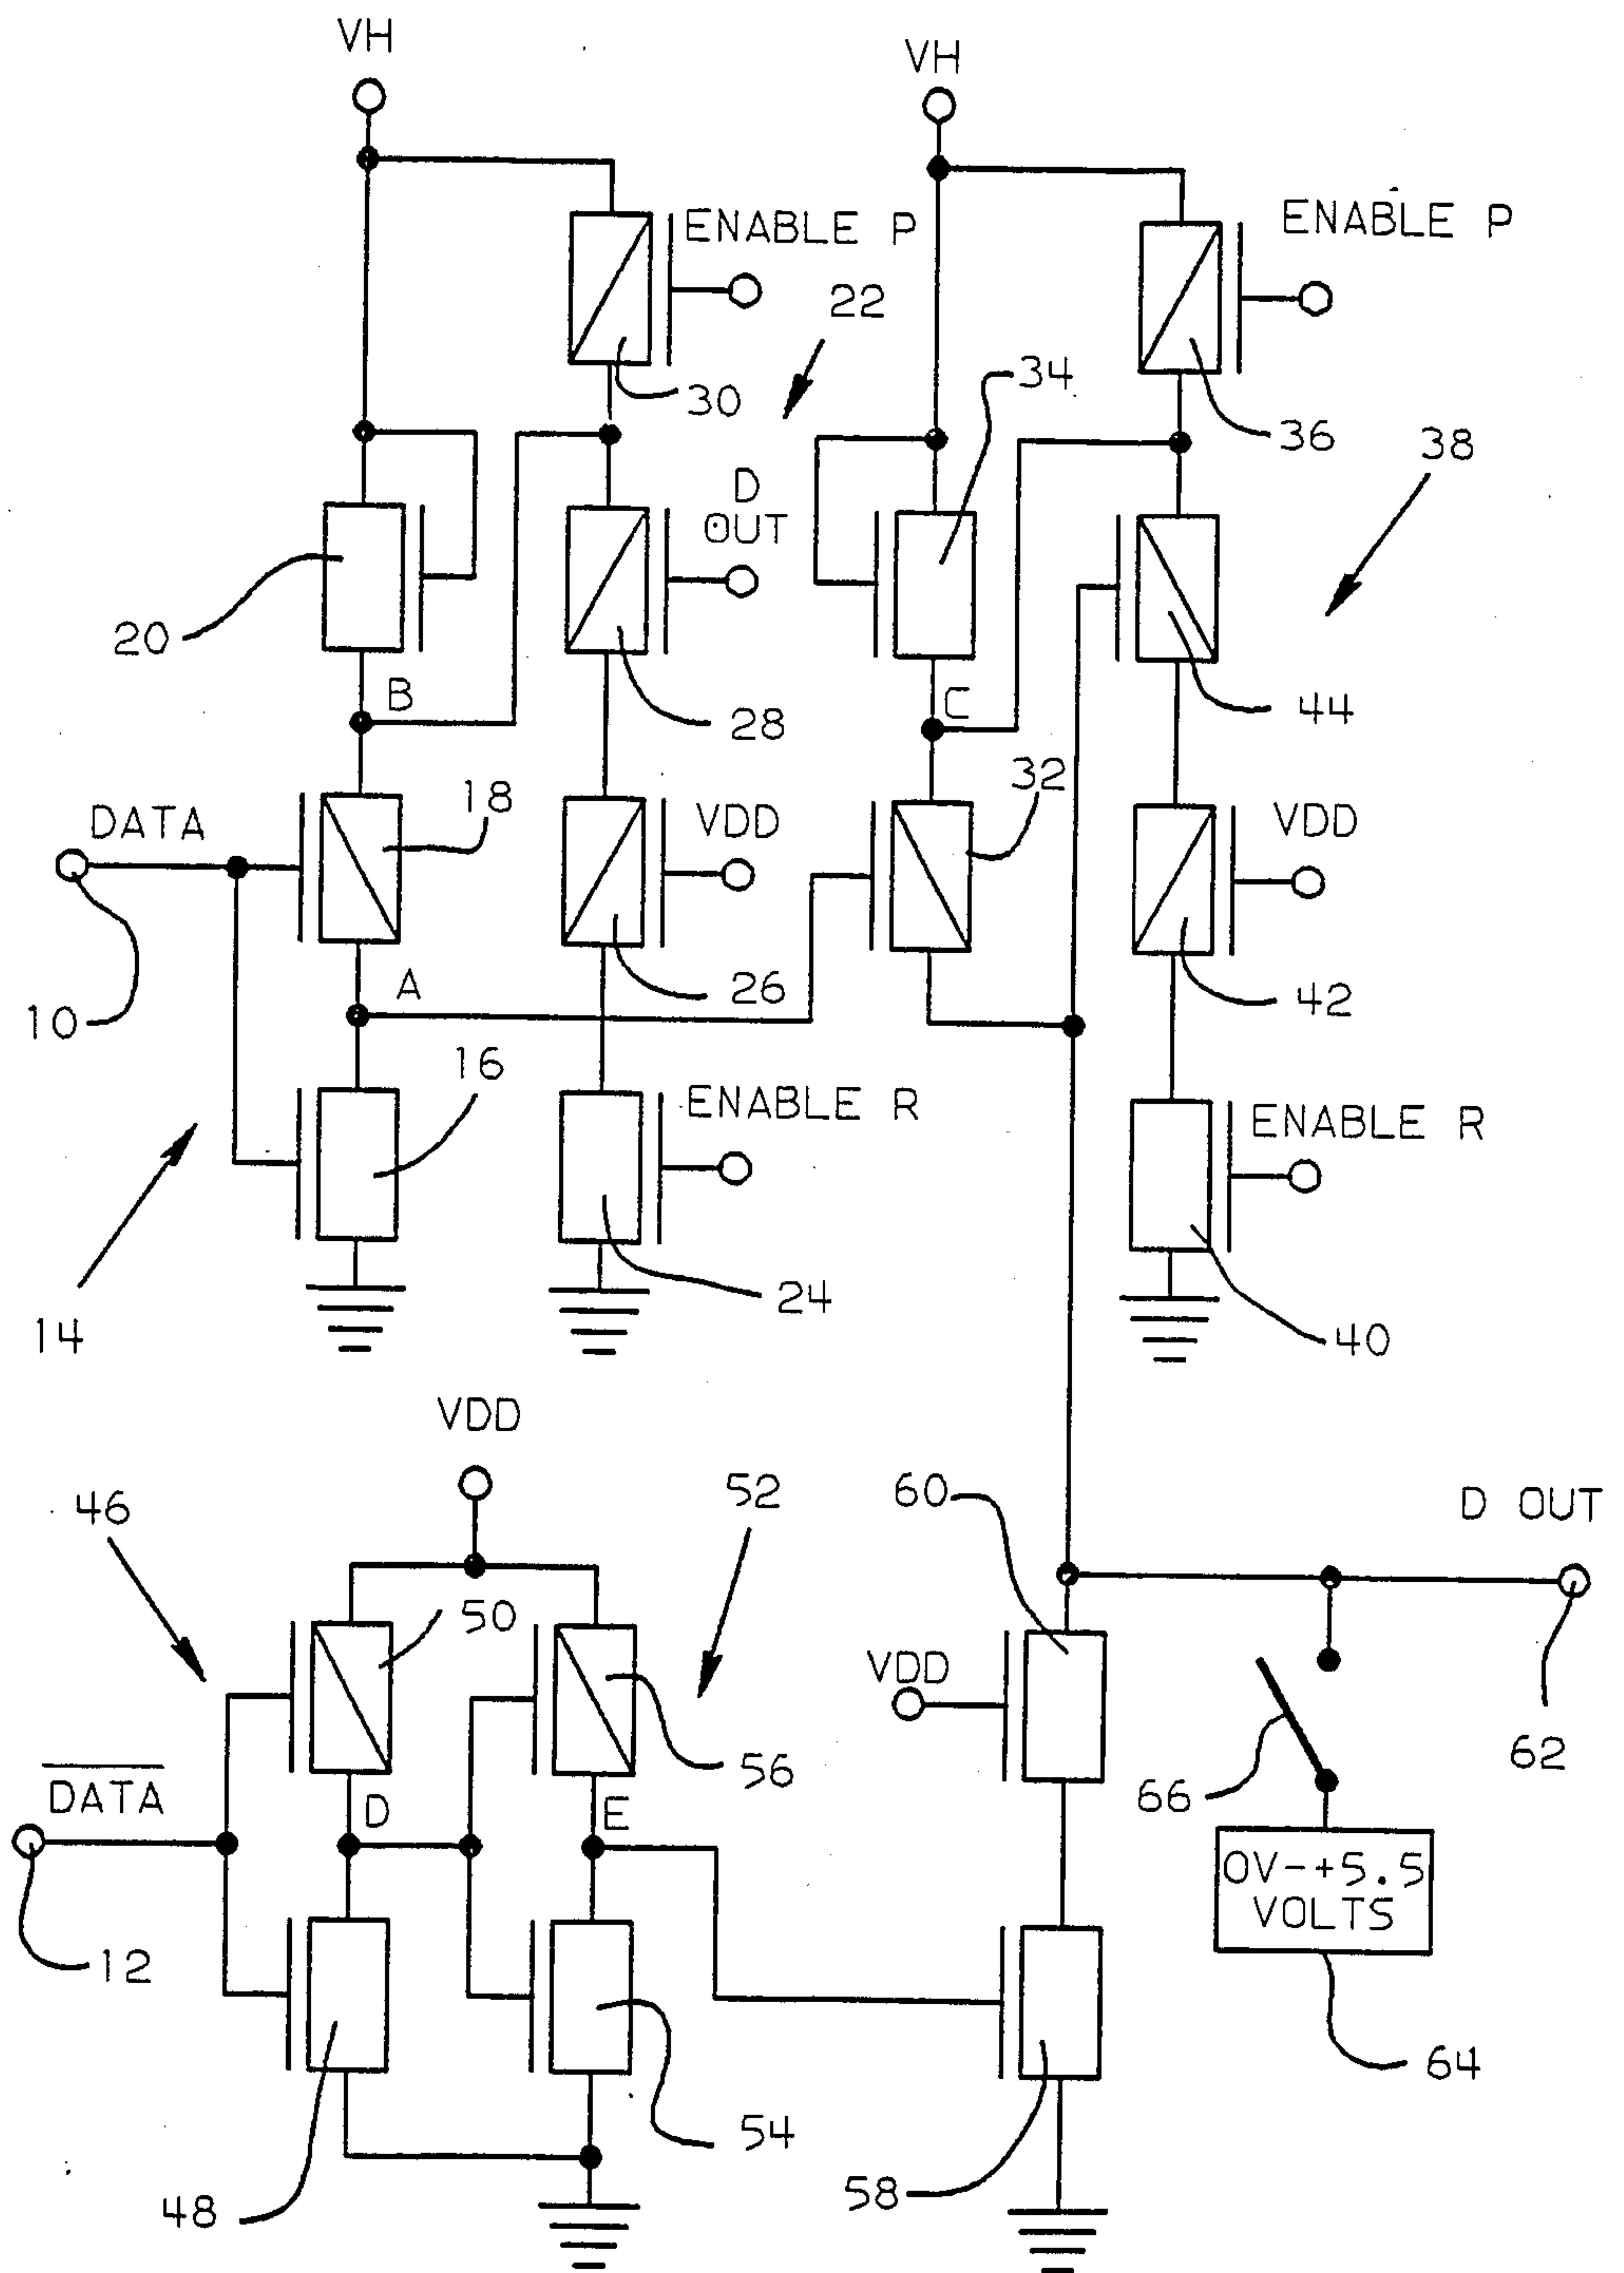 VH
VH
ENABLE P
ENABLE P
22
34
30
36
38
D
OUT
20
B
C
28
44
DATA
18
32
VDD
VDD
A
26
42
10
16
ENABLE R
ENABLE R
24
14
40
VDD
46
52
60
D OUT
50
VDD
DATA
56
66
62
D
E
0V-+5.5
VOLTS
12
64
54
48
58